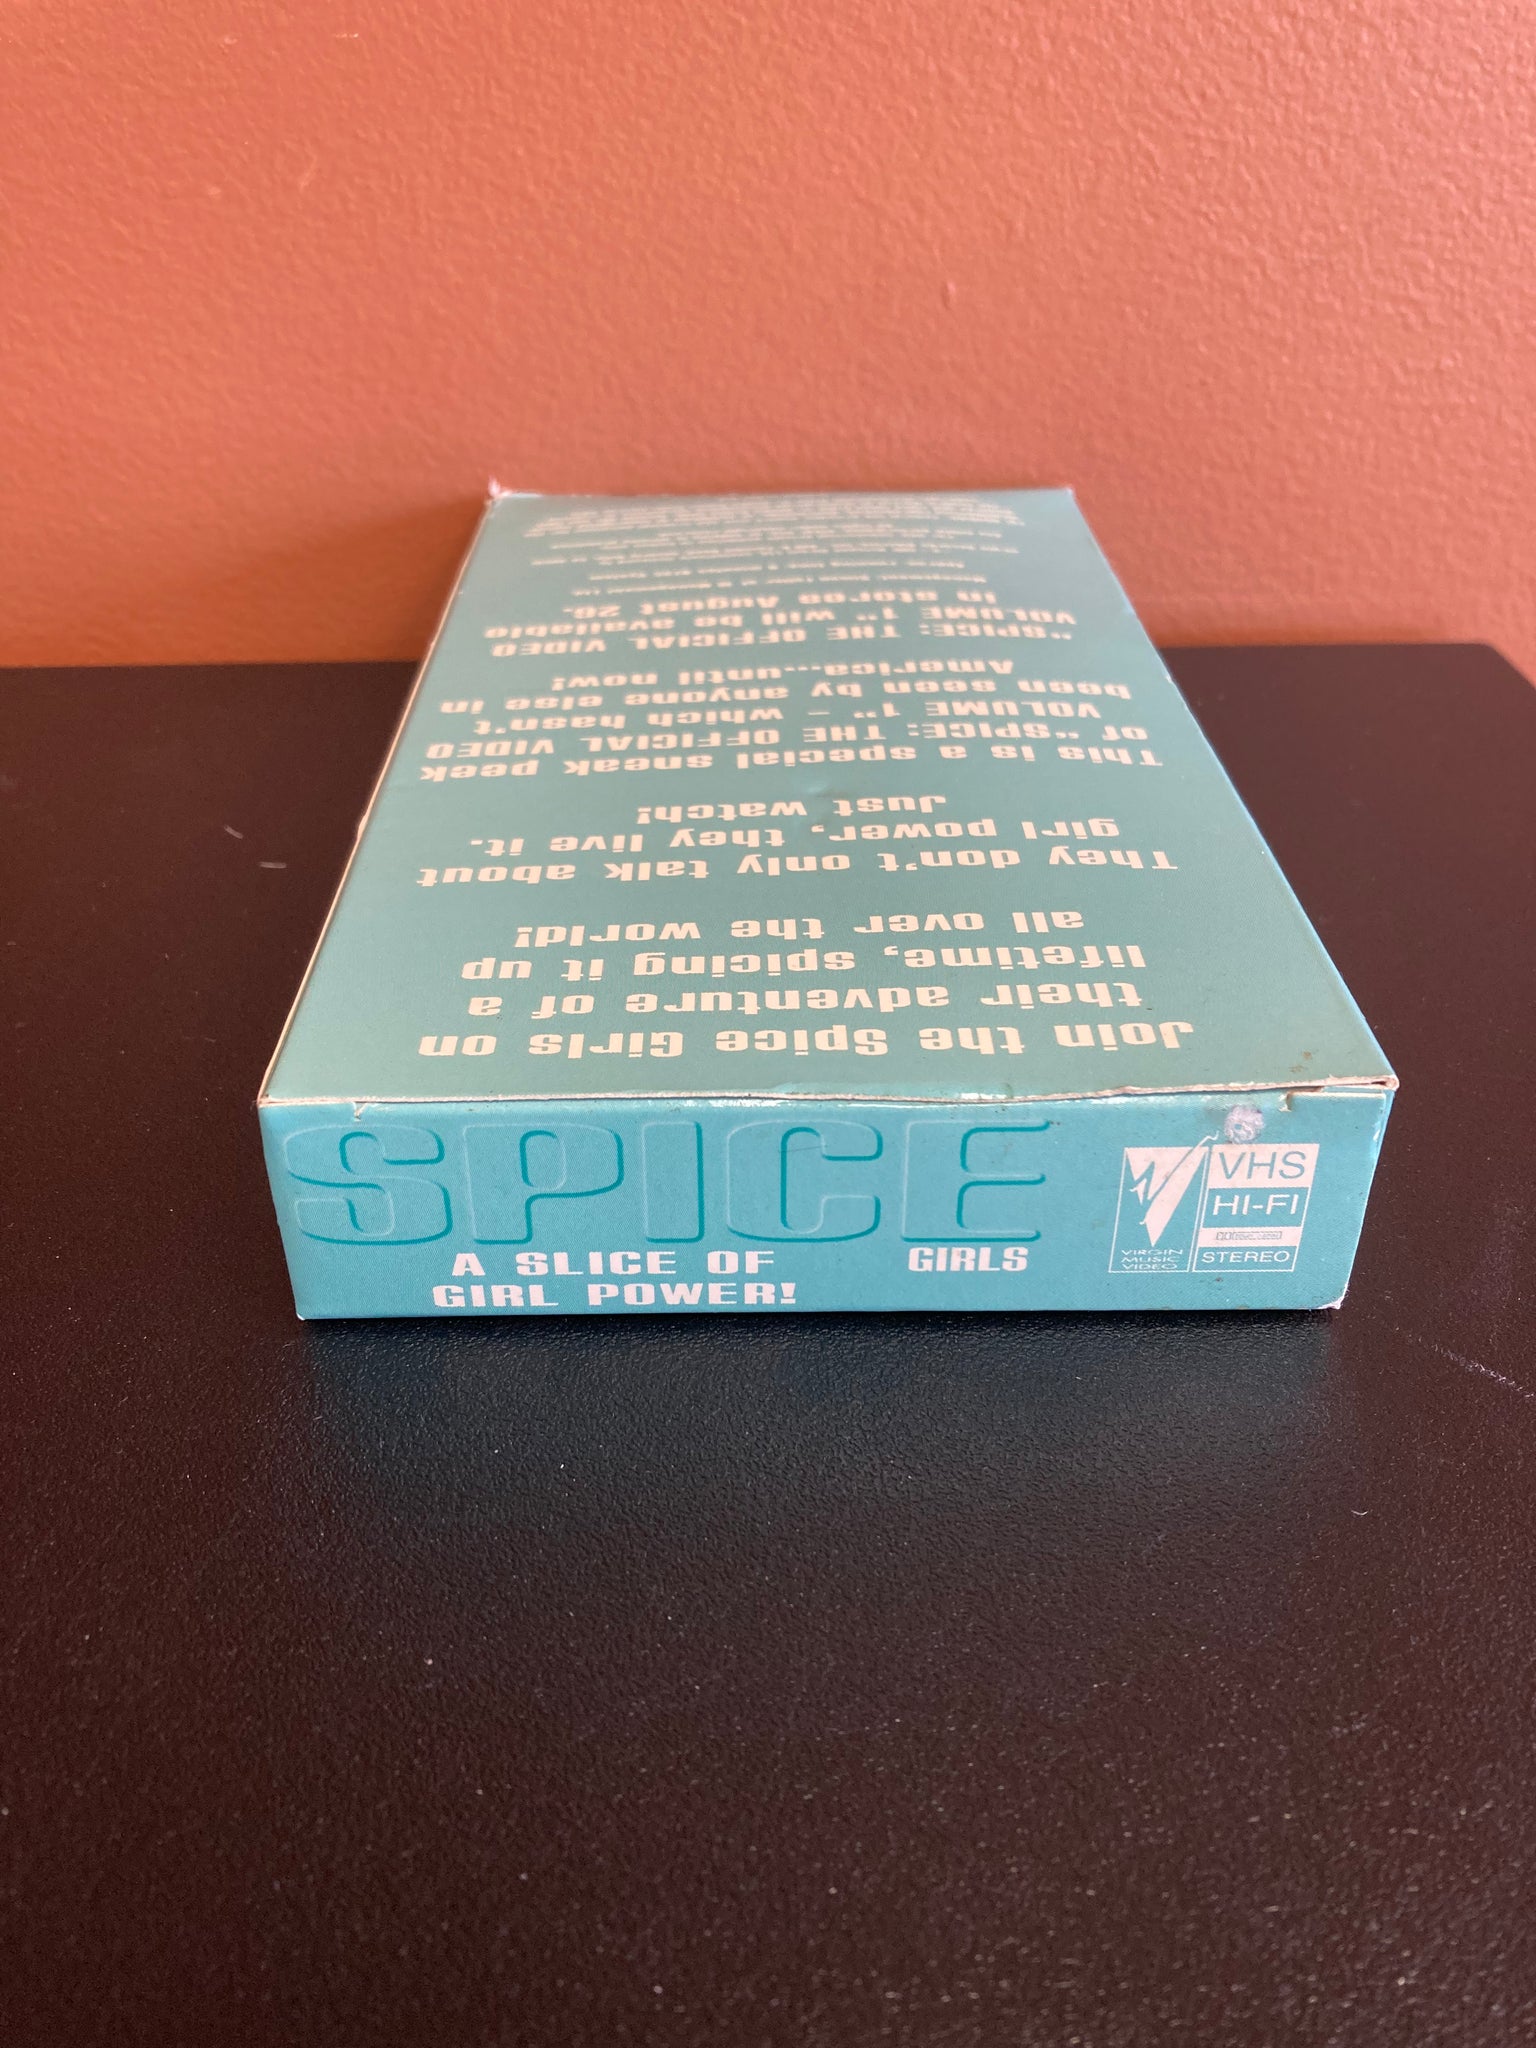 SPICE
A SLICE OF
GIRL POWER!
GIRLS
VIRGIN
MUSIC
VIDEO
VHS
HI-FI
STEREO
Join the Spice Girls on
their adventure of a
lifetime, spicing it up
all over the world!
They don't only talk about
girl power, they live it.
Just watch!
This is a special sneak peek
of "SPICE: THE OFFICIAL VIDEO
VOLUME 1" – which hasn't
been seen by anyone else in
America...until now!
"SPICE: THE OFFICIAL VIDEO
VOLUME 1" will be available
in stores August 26.